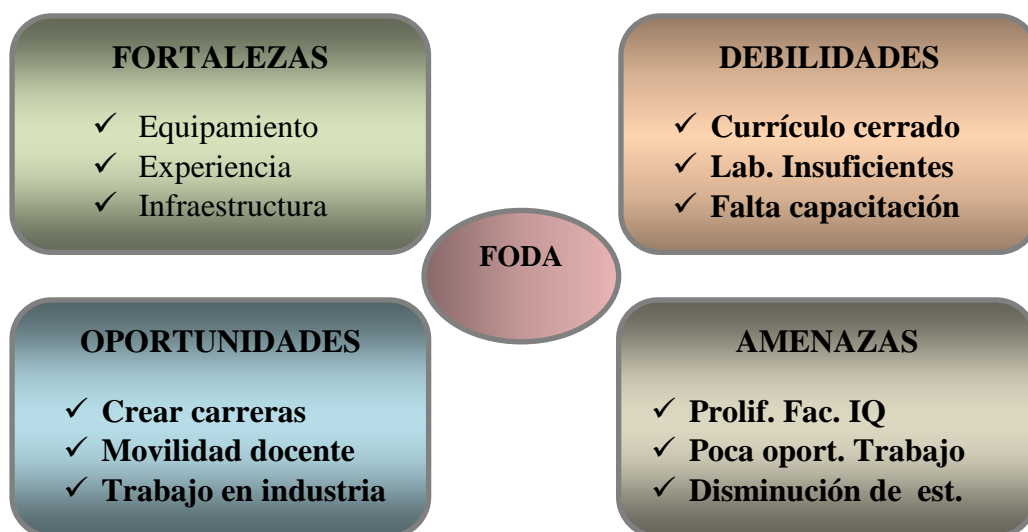 FORTALEZAS
✓ Equipamiento
✓ Experiencia
✓ Infraestructura
DEBILIDADES
✓ Currículo cerrado
✓ Lab. Insuficientes
✓ Falta capacitación
FODA
OPORTUNIDADES
✓ Crear carreras
✓ Movilidad docente
✓ Trabajo en industria
AMENAZAS
✓ Prolif. Fac. IQ
✓ Poca oport. Trabajo
✓ Disminución de est.